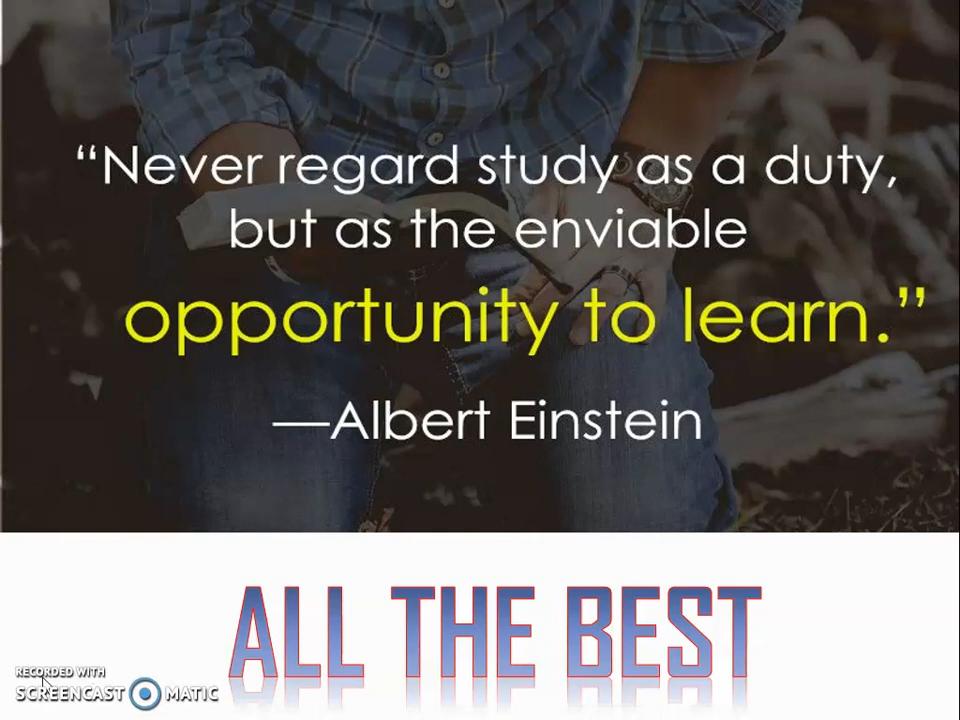 “Never regard study as a duty,
but as the enviable
opportunity to learn.”
—Albert Einstein
ALL THE BEST
RECORDED WITH
SCREENCAST MATIC